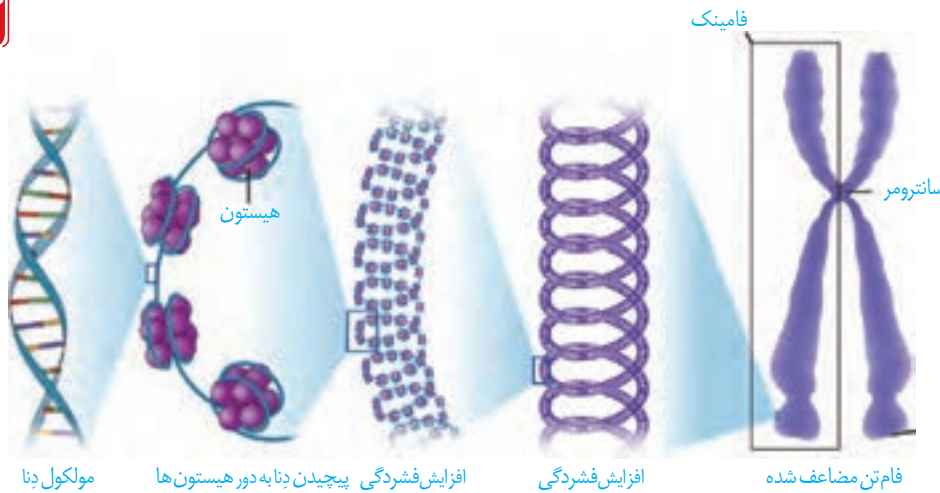 فامینک
سانترومر
هیستون
فام‌تن مضاعف شده
افزایش فشردگی
افزایش فشردگی
پیچیدن دِنا به دور هیستون‌ها
مولکول دِنا